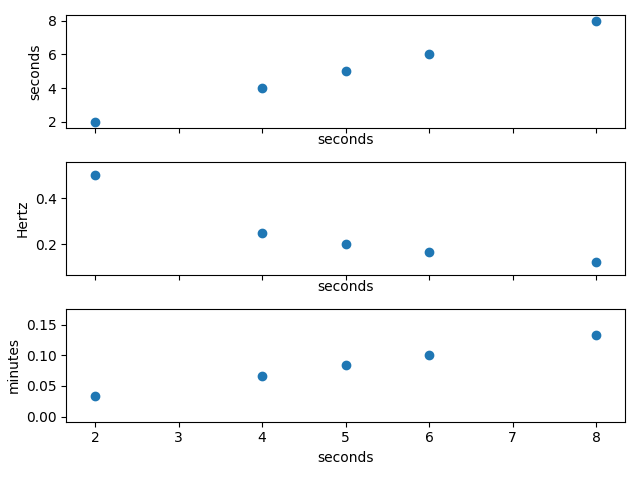 8
6
4
2
seconds
seconds
0.4
0.2
Hertz
seconds
0.15
0.10
0.05
0.00
minutes
2 3 4 5 6 7 8
seconds